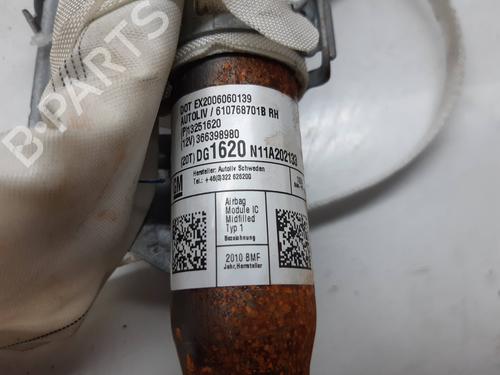 DOT EX2006060139
AUTOLIV / 610768701B RH
(P)13251620
(12V) 366398980
(20T) DG1620 N11A202133
GM
Hersteller: Autoliv Schweden
Tel.: +46(0)322 626200
Airbag
Module IC
Midfilled
Typ 1
Bezeichnung
2010 BMF
Jahr, Hersteller
B-PARTS